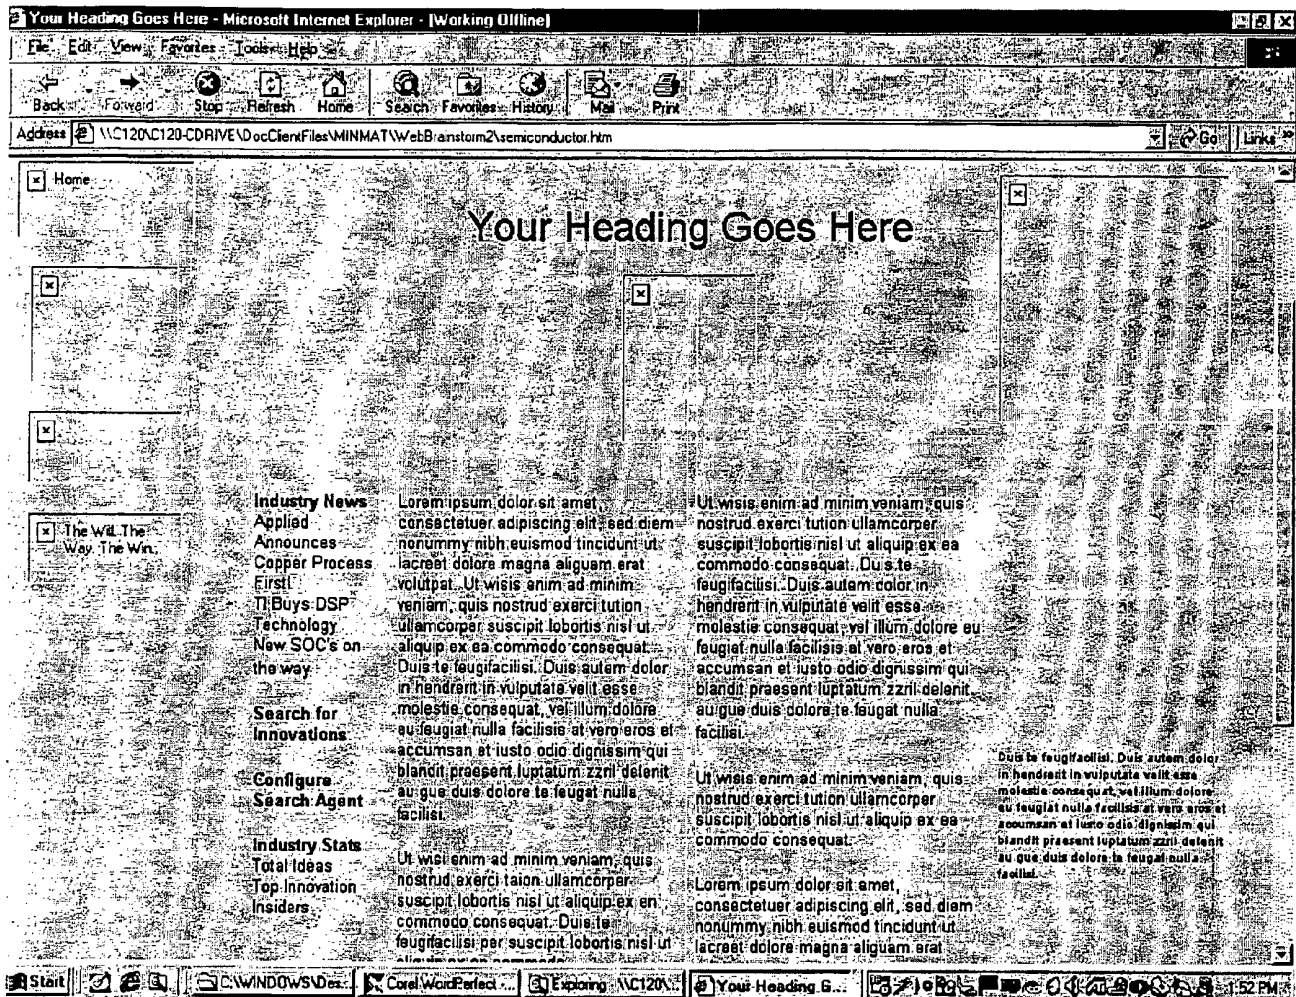 Your Heading Goes Here - Microsoft Internet Explorer - [Working Offline]
File Edit View Favorites Tools Help
Back Forward Stop Refresh Home Search Favorites History Mail Print
Address \\C120\C120-CDRIVE\DocClientFiles\MINMAT\WebBrainstorm2\semiconductor.htm Go Links »
Home
Your Heading Goes Here
The Will. The
Way. The Win.
Industry News
Applied
Announces
Copper Process
First!
TI Buys DSP
Technology
New SOC's on
the way
Search for
Innovations
Configure
Search Agent
Industry Stats
Total Ideas
Top Innovation
Insiders
Lorem ipsum dolor sit amet,
consectetuer adipiscing elit, sed diem
nonummy nibh euismod tincidunt ut
lacreet dolore magna aliguam erat
volutpat. Ut wisis enim ad minim
veniam, quis nostrud exerci tution
ullamcorper suscipit lobortis nisl ut
aliquip ex ea commodo consequat.
Duis te feugifacilisi. Duis autem dolor
in hendrerit in vulputate velit esse
molestie consequat, vel illum dolore
eu feugiat nulla facilisis at vero eros et
accumsan et iusto odio dignissim qui
blandit praesent luptatum zzril delenit
au gue duis dolore te feugat nulla
facilisi.
Ut wisi enim ad minim veniam, quis
nostrud exerci taion ullamcorper
suscipit lobortis nisl ut aliquip ex en
commodo consequat. Duis te
feugifacilisi per suscipit lobortis nisl ut
aliquip ex en commodo
Ut wisis enim ad minim veniam, quis
nostrud exerci tution ullamcorper
suscipit lobortis nisl ut aliquip ex ea
commodo consequat. Duis te
feugifacilisi. Duis autem dolor in
hendrerit in vulputate velit esse
molestie consequat, vel illum dolore eu
feugiat nulla facilisis at vero eros et
accumsan et iusto odio dignissim qui
blandit praesent luptatum zzril delenit
au gue duis dolore te feugat nulla
facilisi.
Ut wisis enim ad minim veniam, quis
nostrud exerci tution ullamcorper
suscipit lobortis nisl ut aliquip ex ea
commodo consequat.
Lorem ipsum dolor sit amet,
consectetuer adipiscing elit, sed diem
nonummy nibh euismod tincidunt ut
lacreet dolore magna aliguam erat
Duis te feugifacilisi. Duis autem dolor
in hendrerit in vulputate velit esse
molestie consequat, vel illum dolore
eu feugiat nulla facilisis at vero eros et
accumsan et iusto odio dignissim qui
blandit praesent luptatum zzril delenit
au gue duis dolore te feugat nulla
facilisi.
Start C:\WINDOWS\Des... Corel WordPerfect -... Exploring - \\C120\... Your Heading G... 1:52 PM